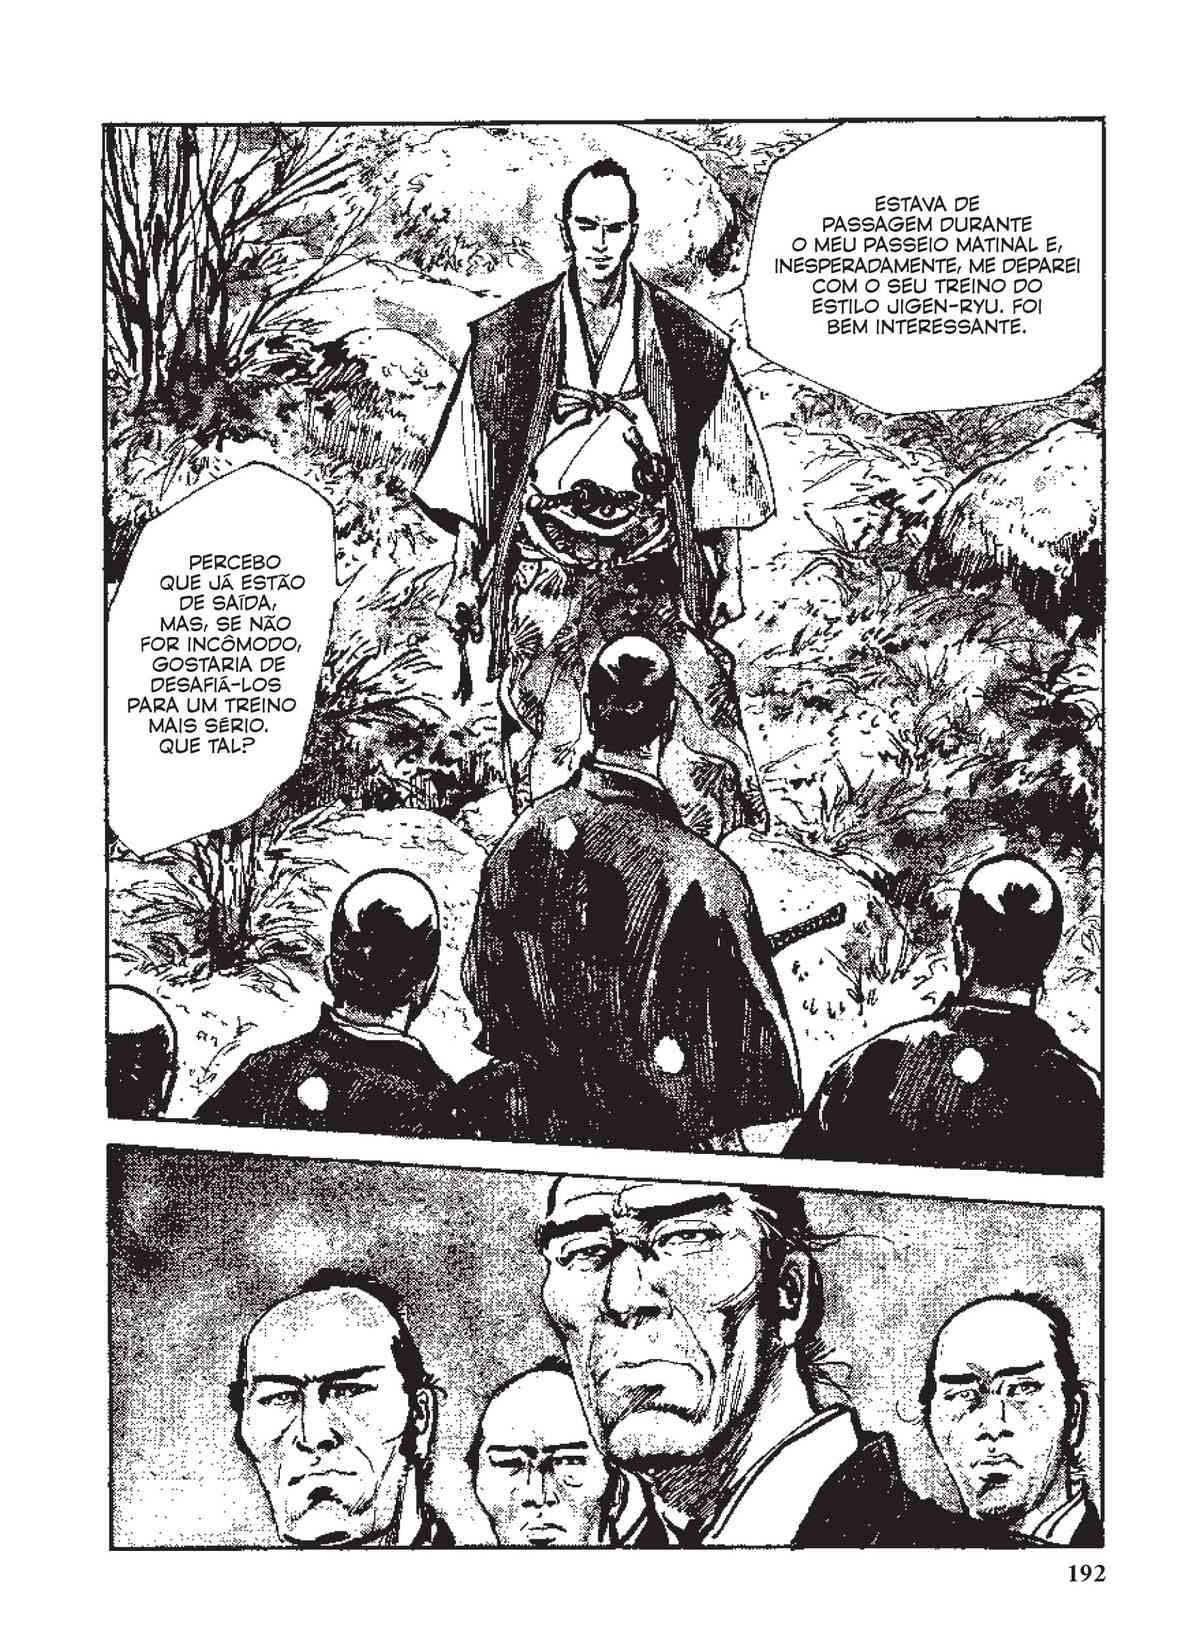 ESTAVA DE
PASSAGEM DURANTE
O MEU PASSEIO MATINAL E,
INESPERADAMENTE, ME DEPAREI
COM O SEU TREINO DO
ESTILO JIGEN-RYU. FOI
BEM INTERESSANTE.
PERCEBO
QUE JÁ ESTÃO
DE SAÍDA,
MAS, SE NÃO
FOR INCÔMODO,
GOSTARIA DE
DESAFIÁ-LOS
PARA UM TREINO
MAIS SÉRIO.
QUE TAL?
192